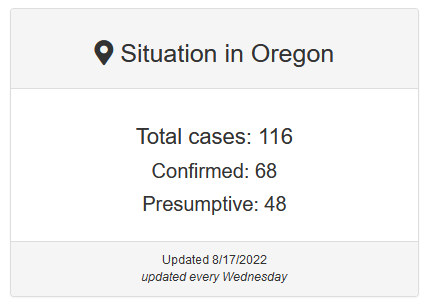 Situation in Oregon
Total cases: 116
Confirmed: 68
Presumptive: 48
Updated 8/17/2022
updated every Wednesday